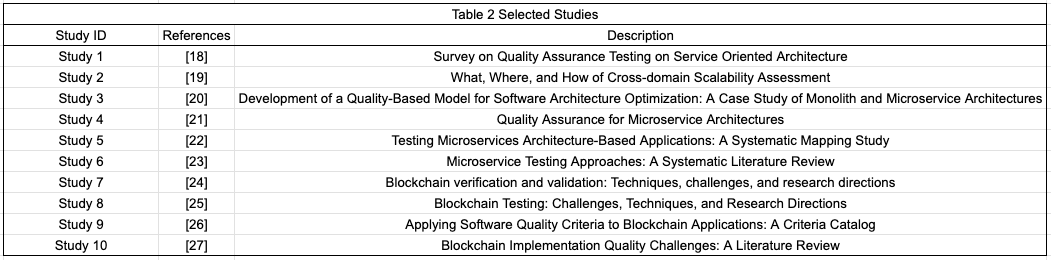 Table 2 Selected Studies
Study ID References Description
Study 1 [18] Survey on Quality Assurance Testing on Service Oriented Architecture
Study 2 [19] What, Where, and How of Cross-domain Scalability Assessment
Study 3 [20] Development of a Quality-Based Model for Software Architecture Optimization: A Case Study of Monolith and Microservice Architectures
Study 4 [21] Quality Assurance for Microservice Architectures
Study 5 [22] Testing Microservices Architecture-Based Applications: A Systematic Mapping Study
Study 6 [23] Microservice Testing Approaches: A Systematic Literature Review
Study 7 [24] Blockchain verification and validation: Techniques, challenges, and research directions
Study 8 [25] Blockchain Testing: Challenges, Techniques, and Research Directions
Study 9 [26] Applying Software Quality Criteria to Blockchain Applications: A Criteria Catalog
Study 10 [27] Blockchain Implementation Quality Challenges: A Literature Review